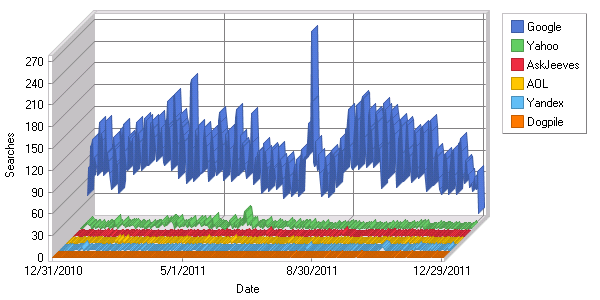 Google
Yahoo
AskJeeves
AOL
Yandex
Dogpile
Searches
270
240
210
180
150
120
90
60
30
0
12/31/2010
5/1/2011
8/30/2011
12/29/2011
Date